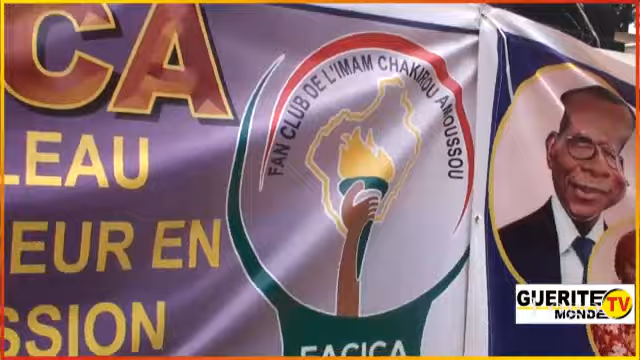 CA
LEAU
EUR EN
SSION
FAN CLUB DE L'IMAM CHAKIROU AMOUSSOU
FACICA
GUERITE TV
MONDE